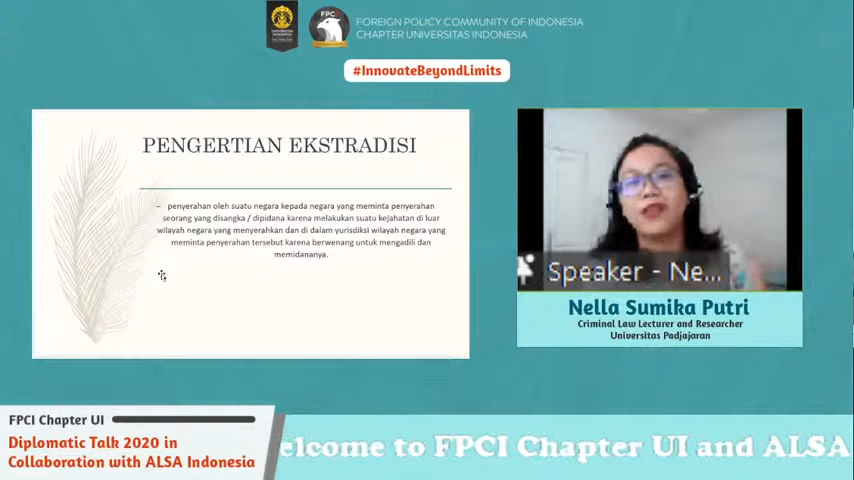 FPC
FOREIGN POLICY COMMUNITY OF INDONESIA
CHAPTER UNIVERSITAS INDONESIA
#InnovateBeyondLimits
PENGERTIAN EKSTRADISI
– penyerahan oleh suatu negara kepada negara yang meminta penyerahan
seorang yang disangka / dipidana karena melakukan suatu kejahatan di luar
wilayah negara yang menyerahkan dan di dalam yurisdiksi wilayah negara yang
meminta penyerahan tersebut karena berwenang untuk mengadili dan
memidananya.
Speaker - Ne...
Nella Sumika Putri
Criminal Law Lecturer and Researcher
Universitas Padjajaran
FPCI Chapter UI
Diplomatic Talk 2020 in
Collaboration with ALSA Indonesia
elcome to FPCI Chapter UI and ALSA